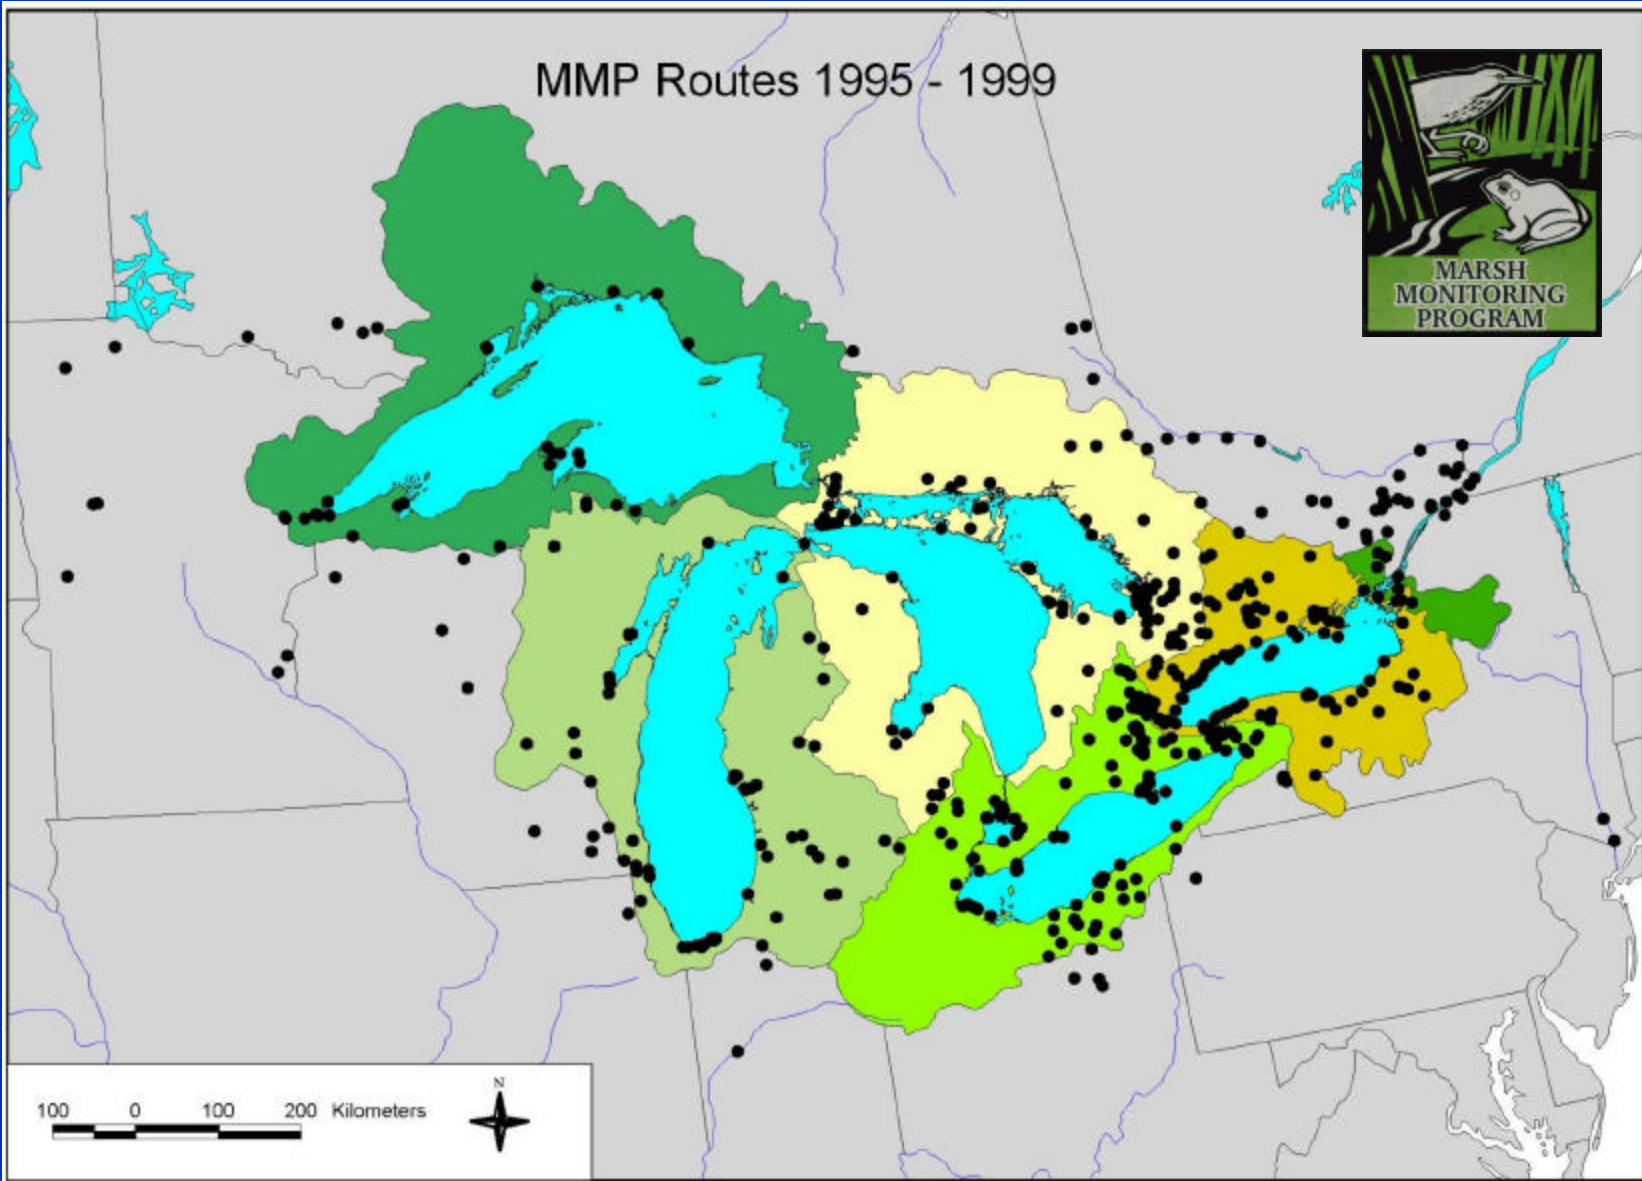 MMP Routes 1995 - 1999
MARSH
MONITORING
PROGRAM
N
100 0 100 200 Kilometers